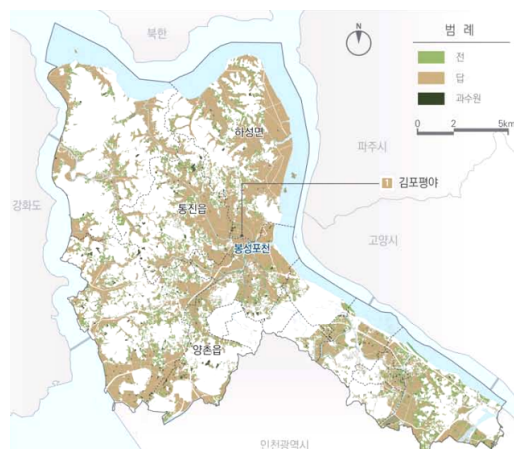 북한
N
범 례
전
답
과수원
0 2 5km
하성면
파주시
1 김포평야
강화도
통진읍
봉성포천
고양시
양촌읍
인천광역시